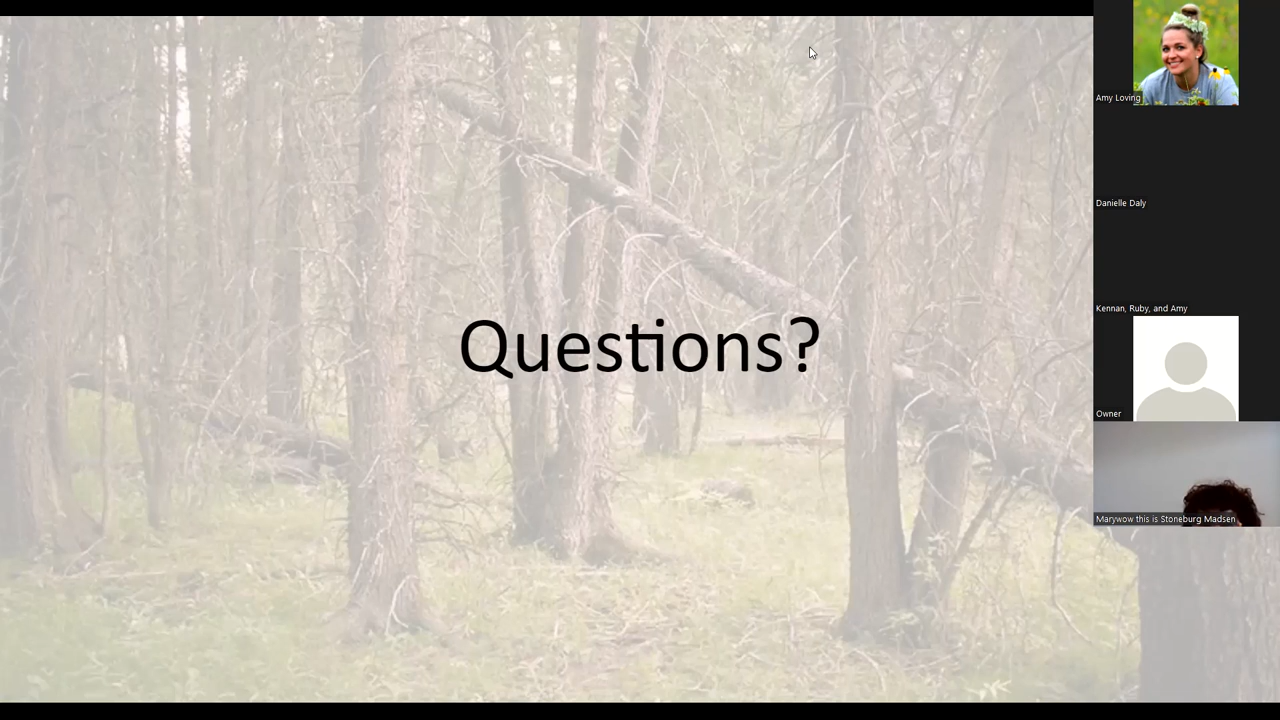 Questions?
Amy Loving
Danielle Daly
Kennan, Ruby, and Amy
Owner
Marywow this is Stoneburg Madsen